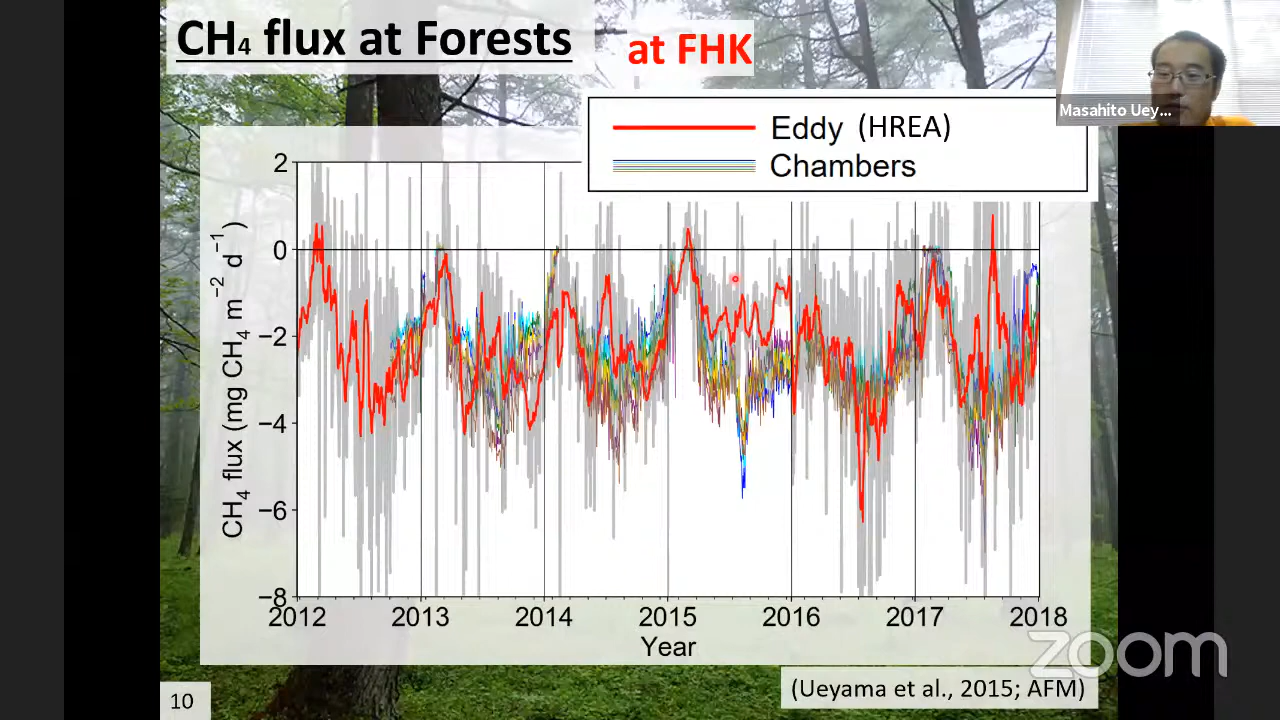 CH₄ flux at Forests
at FHK
Masahito Uey...
Eddy (HREA)
Chambers
2
0
−2
−4
−6
−8
CH₄ flux (mg CH₄ m⁻² d⁻¹ )
2012 2013 2014 2015 2016 2017 2018
Year
zoom
(Ueyama et al., 2015; AFM)
10